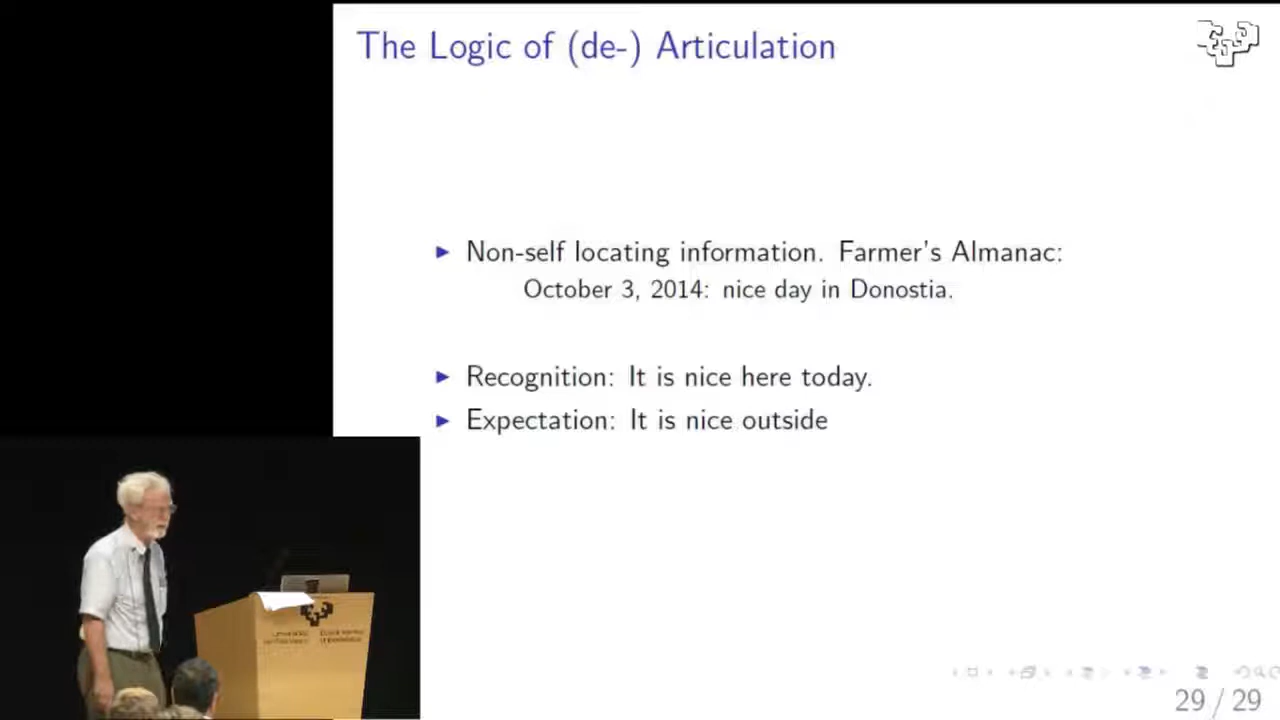 The Logic of (de-) Articulation
Non-self locating information. Farmer's Almanac:
October 3, 2014: nice day in Donostia.
Recognition: It is nice here today.
Expectation: It is nice outside
29 / 29